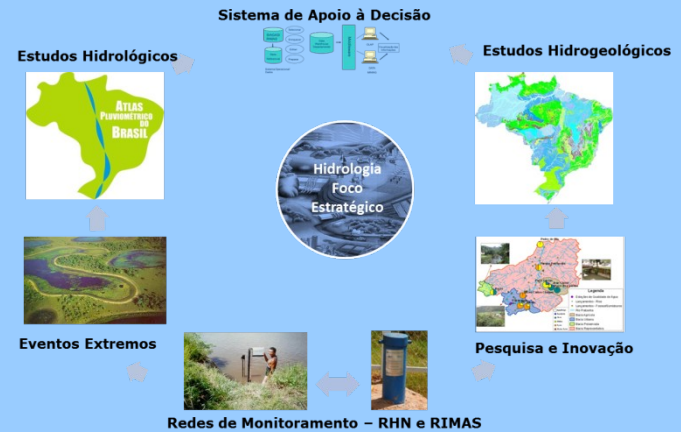 Sistema de Apoio à Decisão
Estudos Hidrológicos
Estudos Hidrogeológicos
ATLAS
PLUVIOMÉTRICO
DO
BRASIL
Hidrologia
Foco
Estratégico
Legenda
Eventos Extremos
Pesquisa e Inovação
Redes de Monitoramento – RHN e RIMAS